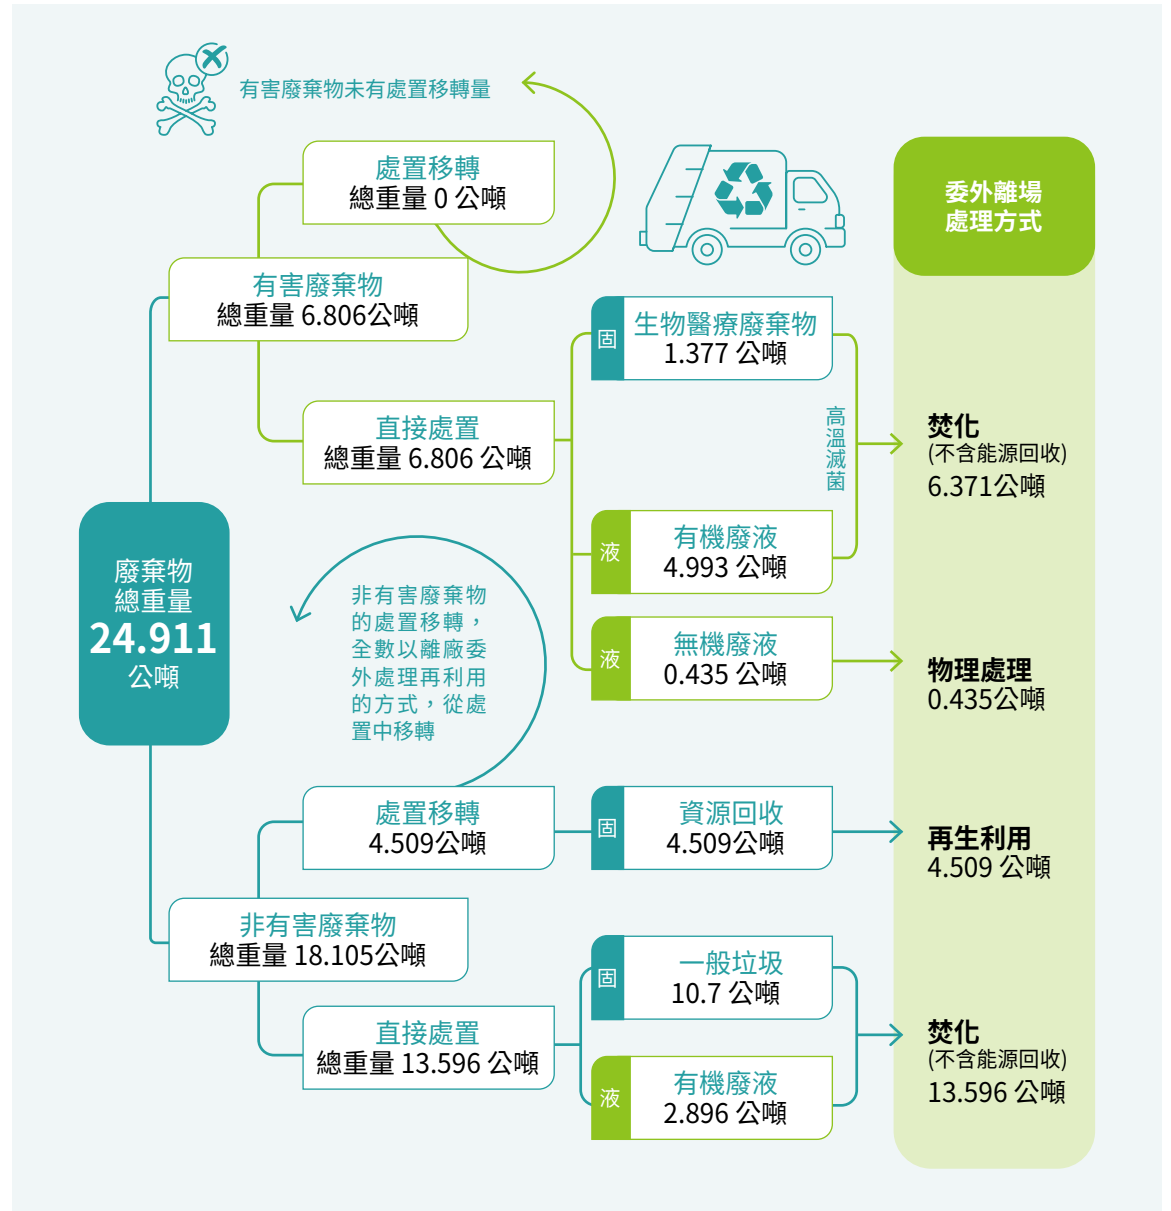 有害廢棄物未有處置移轉量
處置移轉
總重量 0 公噸
委外離場
處理方式
有害廢棄物
總重量 6.806公噸
直接處置
總重量 6.806 公噸
固
生物醫療廢棄物
1.377 公噸
高溫滅菌
液
有機廢液
4.993 公噸
焚化
(不含能源回收)
6.371公噸
液
無機廢液
0.435 公噸
物理處理
0.435公噸
廢棄物
總重量
24.911
公噸
非有害廢棄物
的處置移轉，
全數以離廠委
外處理再利用
的方式，從處
置中移轉
處置移轉
4.509公噸
固
資源回收
4.509公噸
再生利用
4.509 公噸
非有害廢棄物
總重量 18.105公噸
直接處置
總重量 13.596 公噸
固
一般垃圾
10.7 公噸
液
有機廢液
2.896 公噸
焚化
(不含能源回收)
13.596 公噸